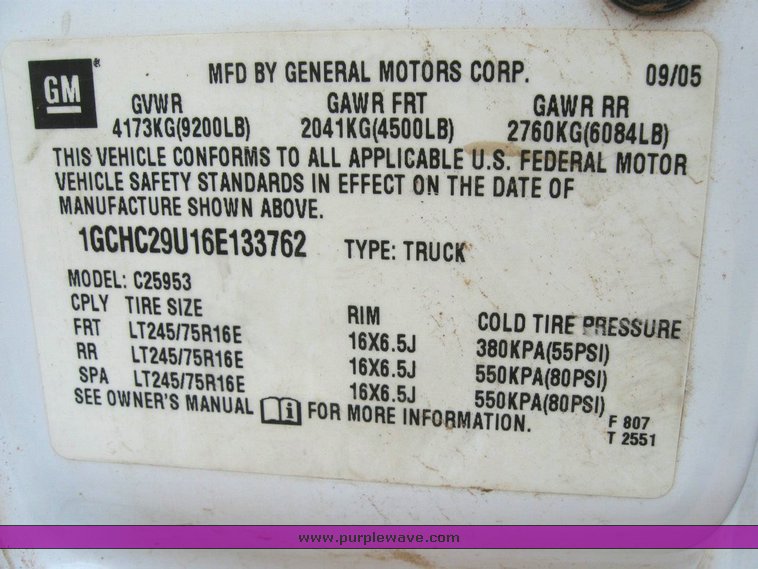 GM ®
MFD BY GENERAL MOTORS CORP. 09/05
GVWR GAWR FRT GAWR RR
4173KG(9200LB) 2041KG(4500LB) 2760KG(6084LB)
THIS VEHICLE CONFORMS TO ALL APPLICABLE U.S. FEDERAL MOTOR
VEHICLE SAFETY STANDARDS IN EFFECT ON THE DATE OF
MANUFACTURE SHOWN ABOVE.
1GCHC29U16E133762 TYPE: TRUCK
MODEL: C25953
CPLY TIRE SIZE RIM COLD TIRE PRESSURE
FRT LT245/75R16E 16X6.5J 380KPA(55PSI)
RR LT245/75R16E 16X6.5J 550KPA(80PSI)
SPA LT245/75R16E 16X6.5J 550KPA(80PSI)
SEE OWNER'S MANUAL i FOR MORE INFORMATION.
F 807
T 2551
www.purplewave.com